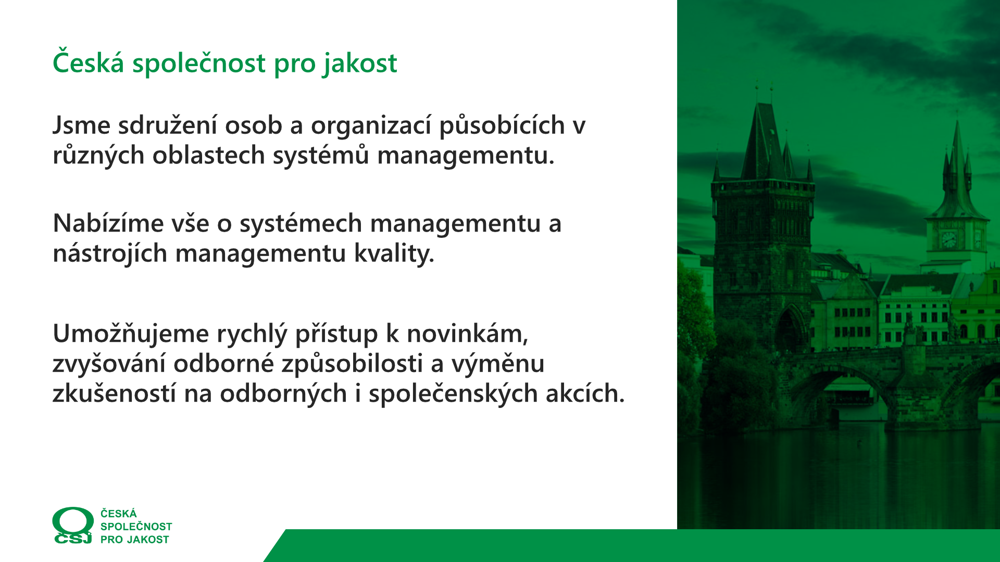 Česká společnost pro jakost
Jsme sdružení osob a organizací působících v
různých oblastech systémů managementu.
Nabízíme vše o systémech managementu a
nástrojích managementu kvality.
Umožňujeme rychlý přístup k novinkám,
zvyšování odborné způsobilosti a výměnu
zkušeností na odborných i společenských akcích.
ČSJ
ČESKÁ
SPOLEČNOST
PRO JAKOST